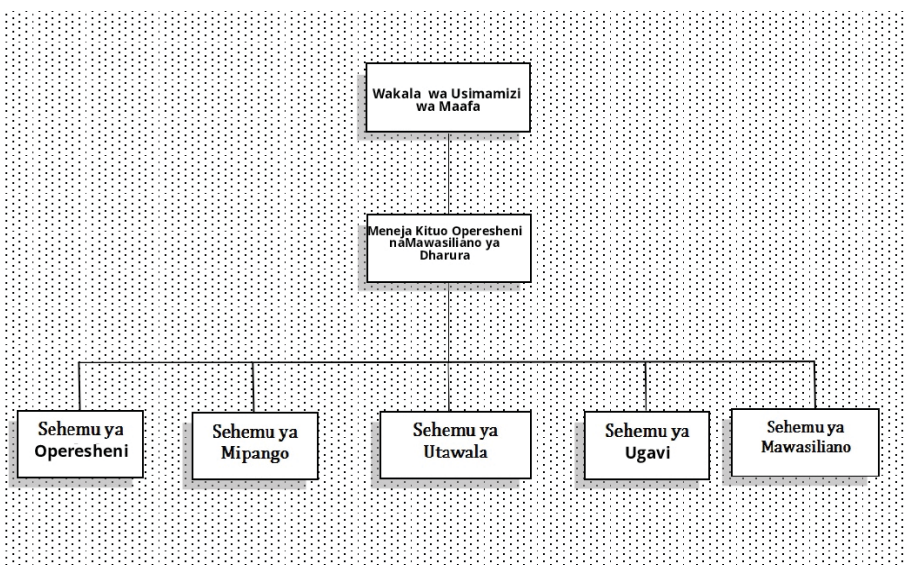 Wakala wa Usimamizi
wa Maafa
Meneja Kituo Operesheni
naMawasiliano ya
Dharura
Sehemu ya
Operesheni
Sehemu ya
Mipango
Sehemu ya
Utawala
Sehemu ya
Ugavi
Sehemu ya
Mawasiliano